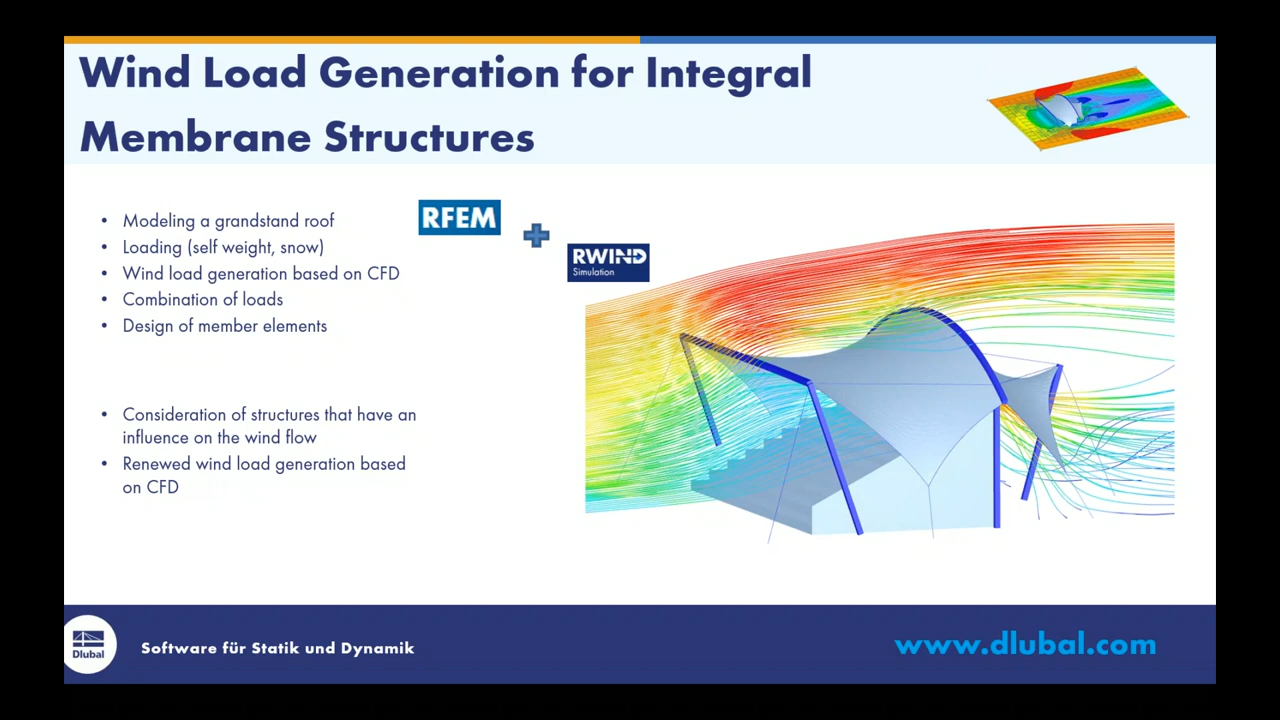 Wind Load Generation for Integral
Membrane Structures
• Modeling a grandstand roof
• Loading (self weight, snow)
• Wind load generation based on CFD
• Combination of loads
• Design of member elements
• Consideration of structures that have an
influence on the wind flow
• Renewed wind load generation based
on CFD
RFEM
RWIND
Simulation
Dlubal
Software für Statik und Dynamik
www.dlubal.com